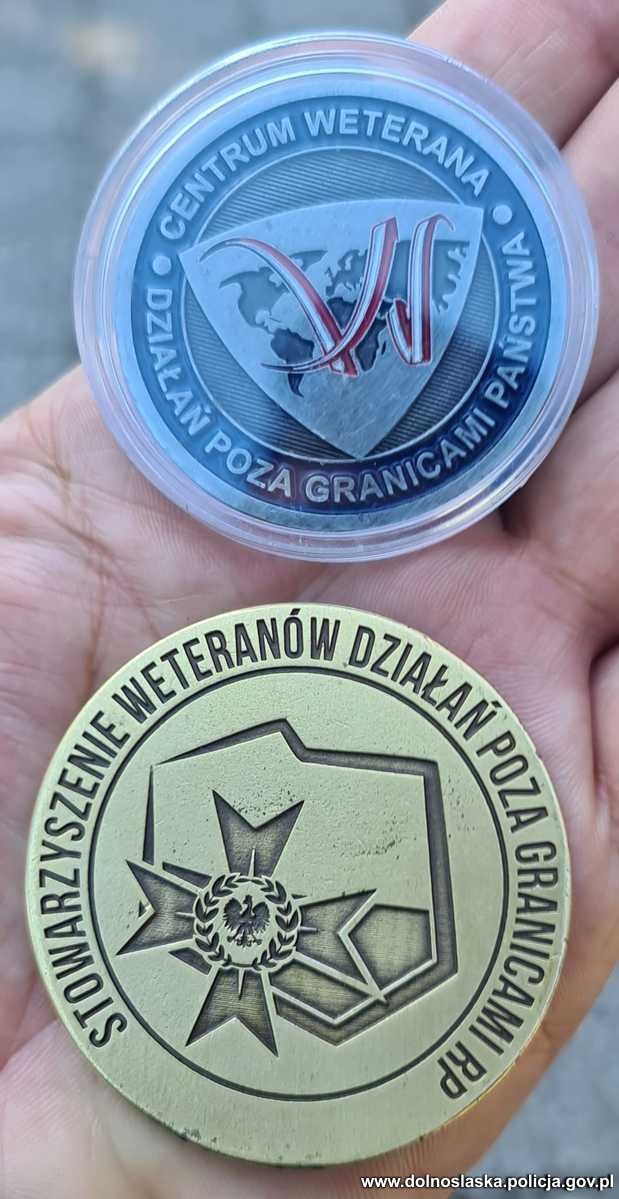 CENTRUM WETERANA
DZIAŁAŃ POZA GRANICAMI PAŃSTWA
STOWARZYSZENIE WETERANÓW DZIAŁAŃ POZA GRANICAMI RP
www.dolnoslaska.policja.gov.pl